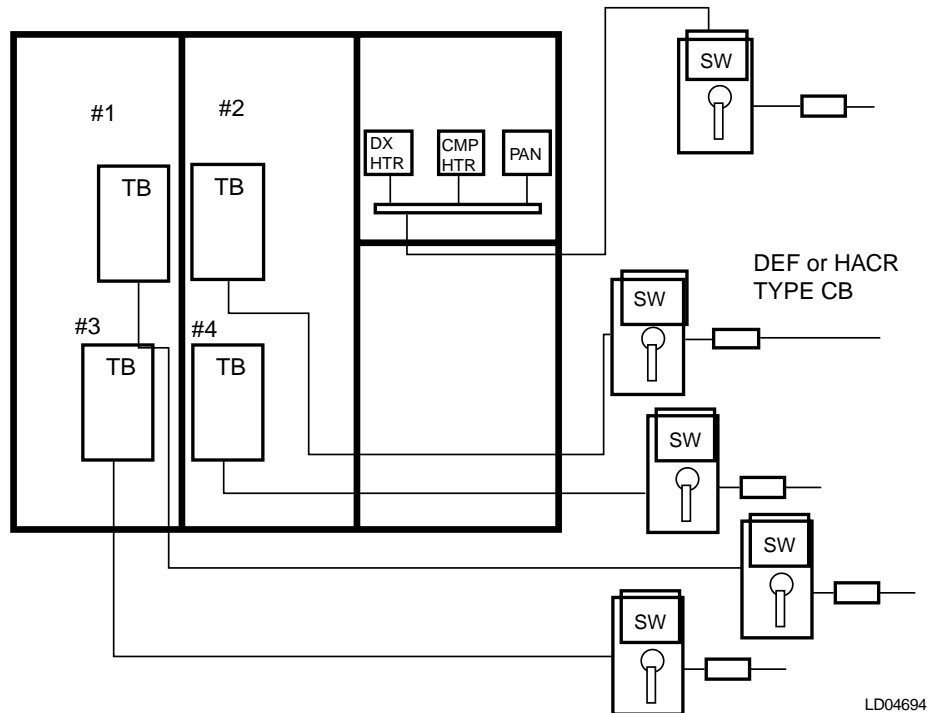 SW
#1
#2
DX
HTR
CMP
HTR
PAN
TB
TB
DEF or HACR
TYPE CB
SW
#3
#4
TB
TB
SW
SW
SW
LD04694